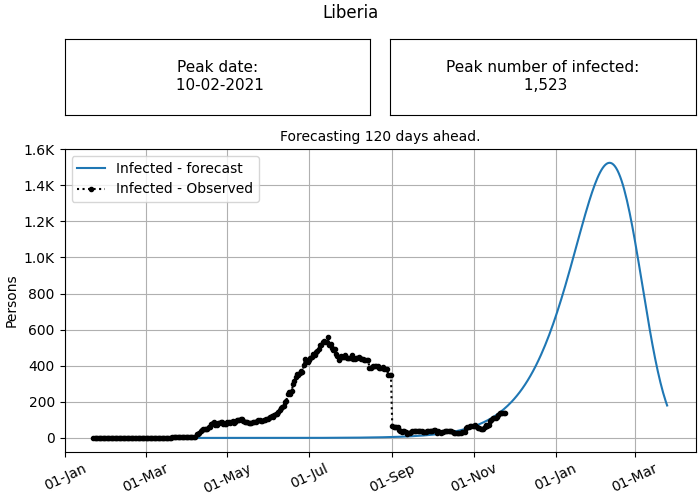 Liberia
Peak date:
10-02-2021
Peak number of infected:
1,523
Forecasting 120 days ahead.
1.6K
1.4K
1.2K
1.0K
800
600
400
200
0
Persons
Infected - forecast
Infected - Observed
01-Jan
01-Mar
01-May
01-Jul
01-Sep
01-Nov
01-Jan
01-Mar